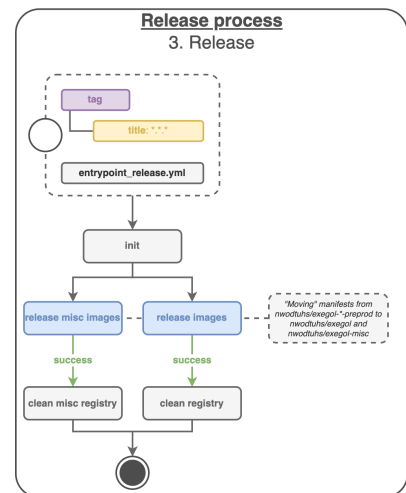 Release process
3. Release
tag
title: *.*.*
entrypoint_release.yml
init
release misc images
release images
"Moving" manifests from
nwodtuhs/exegol-*-preprod to
nwodtuhs/exegol and
nwodtuhs/exegol-misc
success
success
clean misc registry
clean registry